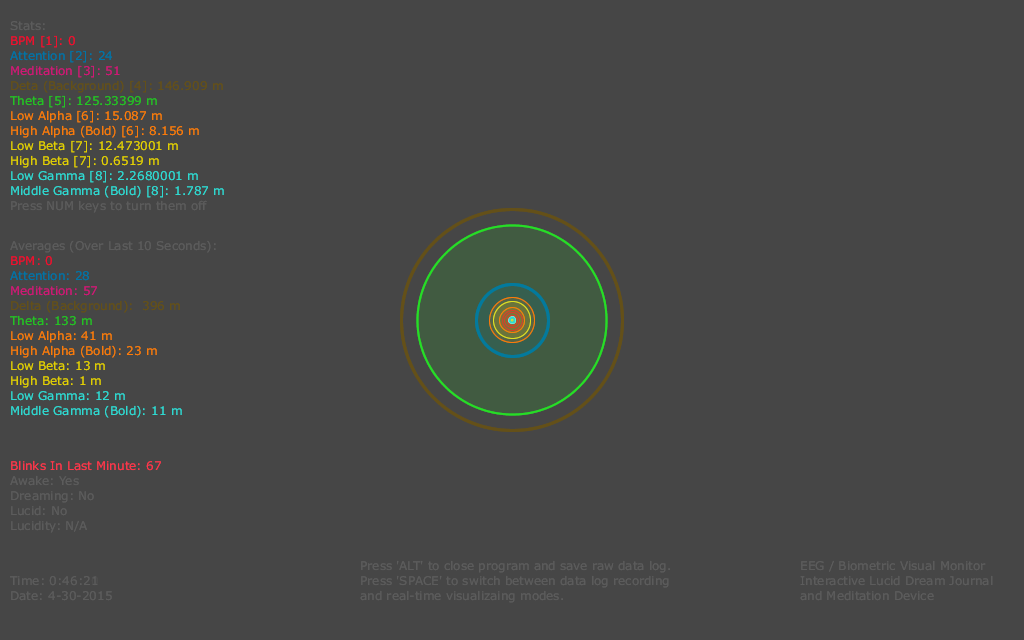 Stats:
BPM [1]: 0
Attention [2]: 24
Meditation [3]: 51
Delta (Background) [4]: 146.909 m
Theta [5]: 125.33399 m
Low Alpha [6]: 15.087 m
High Alpha (Bold) [6]: 8.156 m
Low Beta [7]: 12.473001 m
High Beta [7]: 0.6519 m
Low Gamma [8]: 2.2680001 m
Middle Gamma (Bold) [8]: 1.787 m
Press NUM keys to turn them off
Averages (Over Last 10 Seconds):
BPM: 0
Attention: 28
Meditation: 57
Delta (Background):  396 m
Theta: 133 m
Low Alpha: 41 m
High Alpha (Bold): 23 m
Low Beta: 13 m
High Beta: 1 m
Low Gamma: 12 m
Middle Gamma (Bold): 11 m
Blinks In Last Minute: 67
Awake: Yes
Dreaming: No
Lucid: No
Lucidity: N/A
Time: 0:46:21
Date: 4-30-2015
Press 'ALT' to close program and save raw data log.
Press 'SPACE' to switch between data log recording
and real-time visualizaing modes.
EEG / Biometric Visual Monitor
Interactive Lucid Dream Journal
and Meditation Device